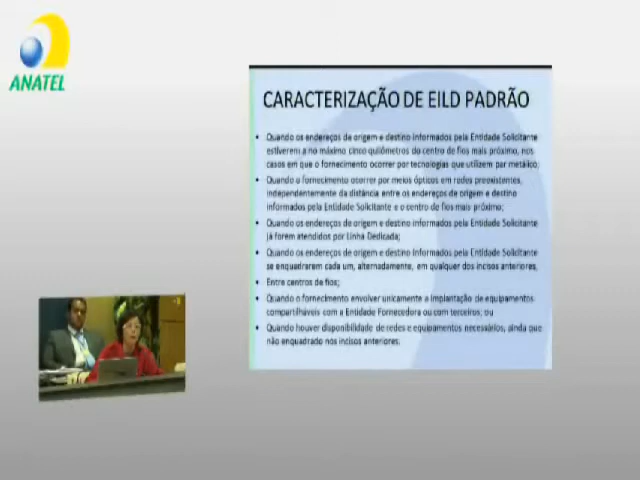 ANATEL
CARACTERIZAÇÃO DE EILD PADRÃO
• Quando os endereços de origem e destino informados pela Entidade Solicitante
estiverem a no máximo cinco quilômetros do centro de fios mais próximo, nos
casos em que o fornecimento ocorrer por tecnologias que utilizem par metálico;
• Quando o fornecimento ocorrer por meios ópticos em redes preexistentes,
independentemente da distância entre os endereços de origem e destino
informados pela Entidade Solicitante e o centro de fios mais próximo;
• Quando os endereços de origem e destino informados pela Entidade Solicitante
já forem atendidos por Linha Dedicada;
• Quando os endereços de origem e destino informados pela Entidade Solicitante
se enquadrarem cada um, alternadamente, em qualquer dos incisos anteriores,
• Entre centros de fios;
• Quando o fornecimento envolver unicamente a implantação de equipamentos
compartilháveis com a Entidade Fornecedora ou com terceiros; ou
• Quando houver disponibilidade de redes e equipamentos necessários, ainda que
não enquadrado nos incisos anteriores.